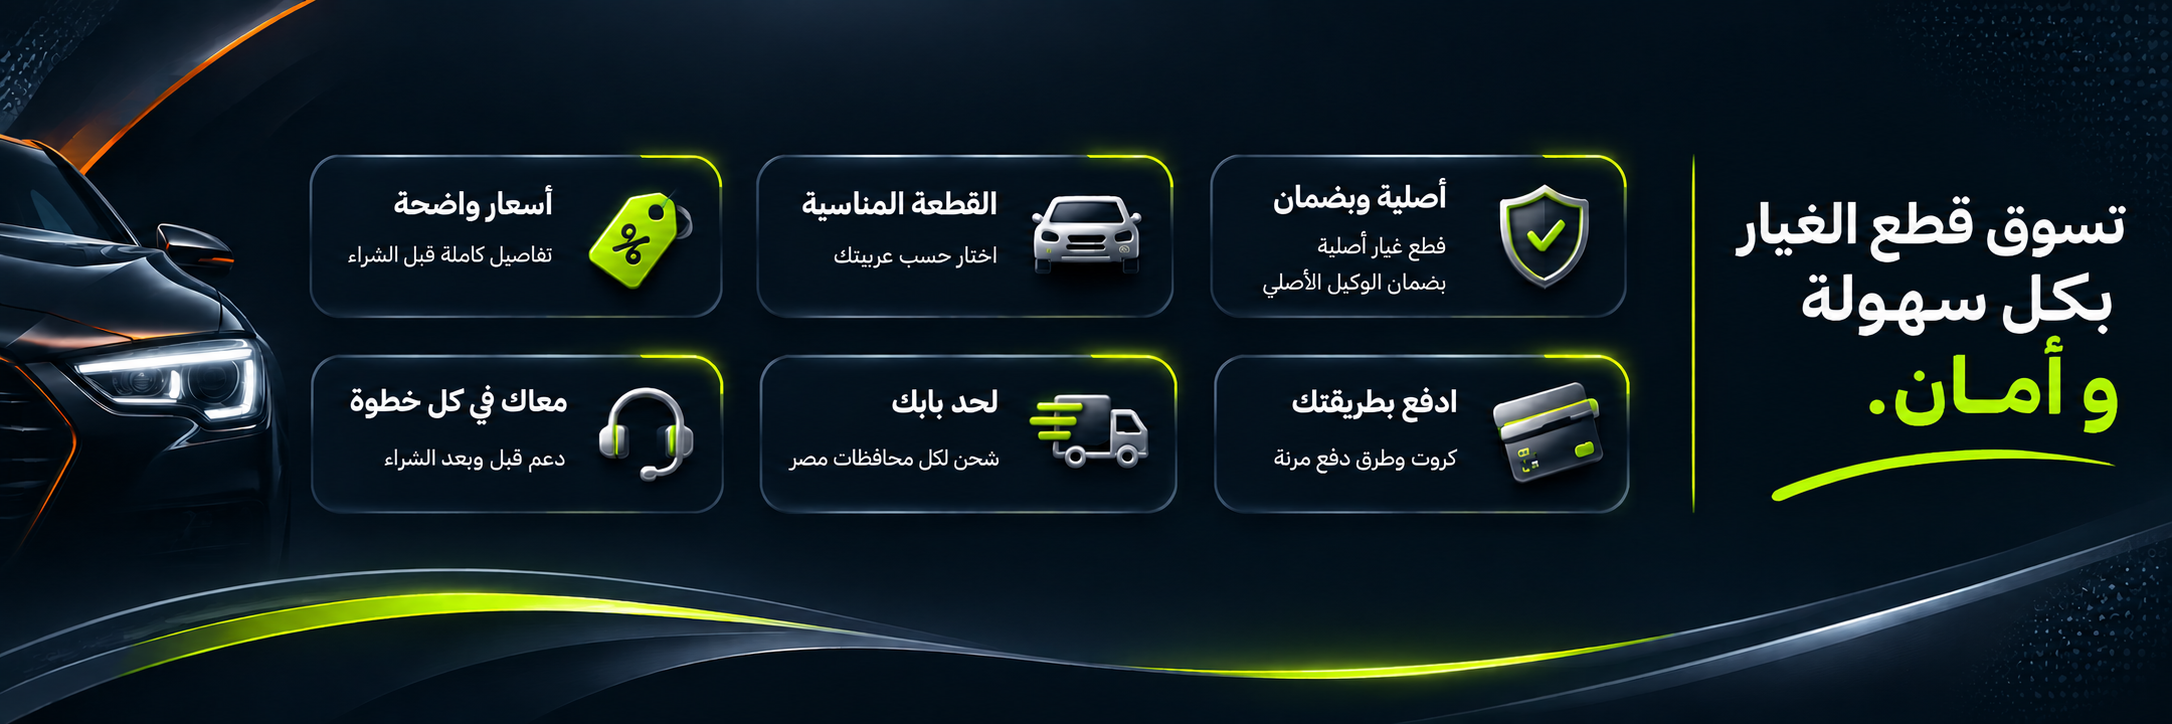 تسوق قطع الغيار
بكل سهولة
و أمـان.
أصلية وبضمان
قطع غيار أصلية
بضمان الوكيل الأصلي
القطعة المناسبة
اختار حسب عربيتك
أسعار واضحة
تفاصيل كاملة قبل الشراء
%
ادفع بطريقتك
كروت وطرق دفع مرنة
لحد بابك
شحن لكل محافظات مصر
معاك في كل خطوة
دعم قبل وبعد الشراء